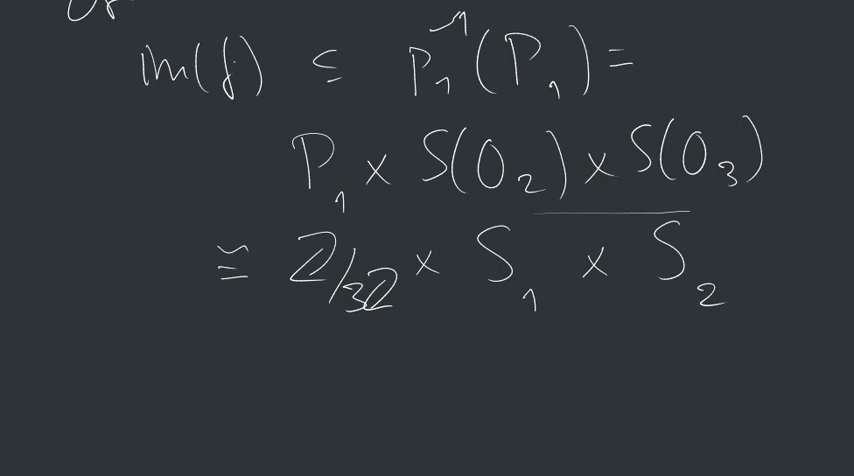 im(f) ⊆ p₁⁻¹(P₁) =
P₁ × S(O₂) × S(O₃)
≅ ℤ/3ℤ × S₁ × S₂